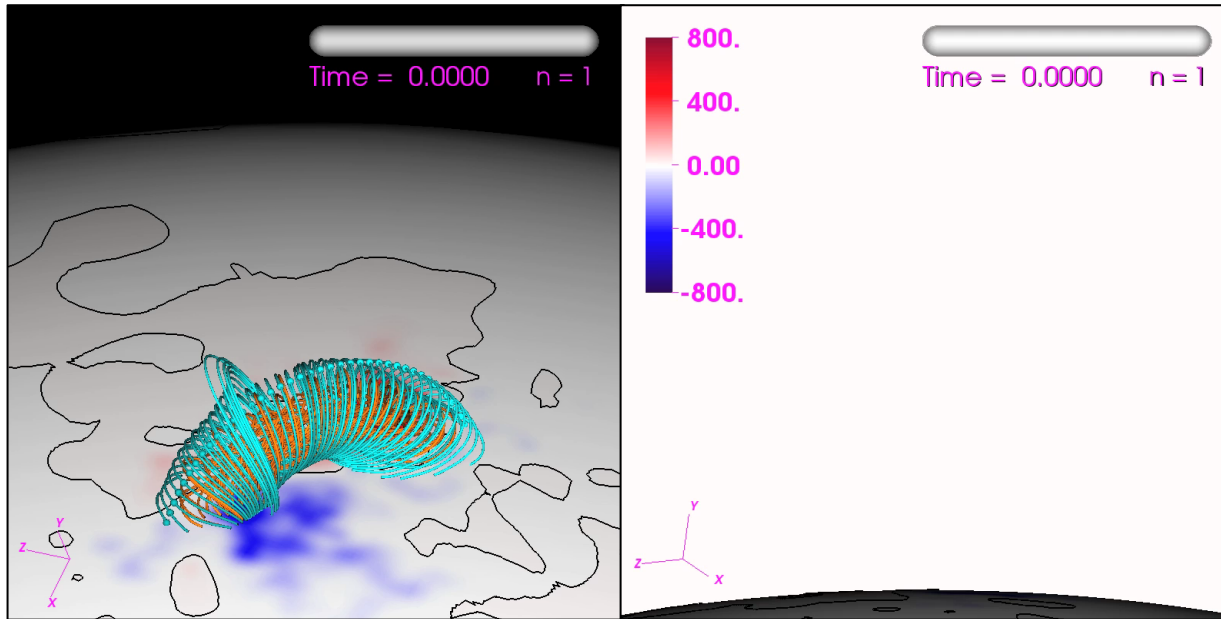 Time = 0.0000 n = 1
Y
Z
X
800.
400.
0.00
-400.
-800.
Time = 0.0000 n = 1
Y
Z
X